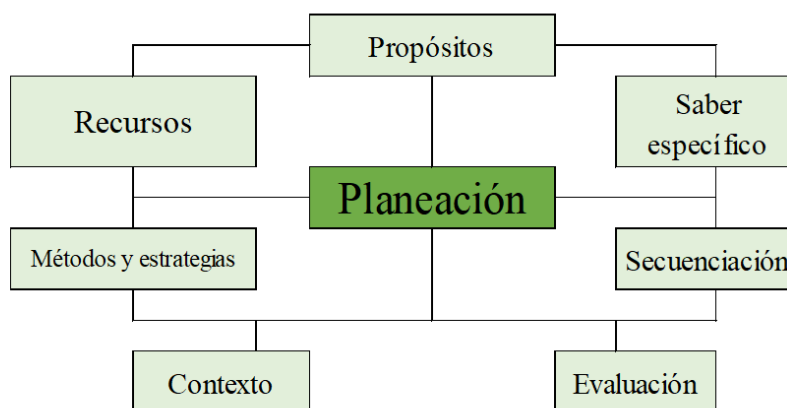 Propósitos
Recursos
Saber
específico
Planeación
Métodos y estrategias
Secuenciación
Contexto
Evaluación